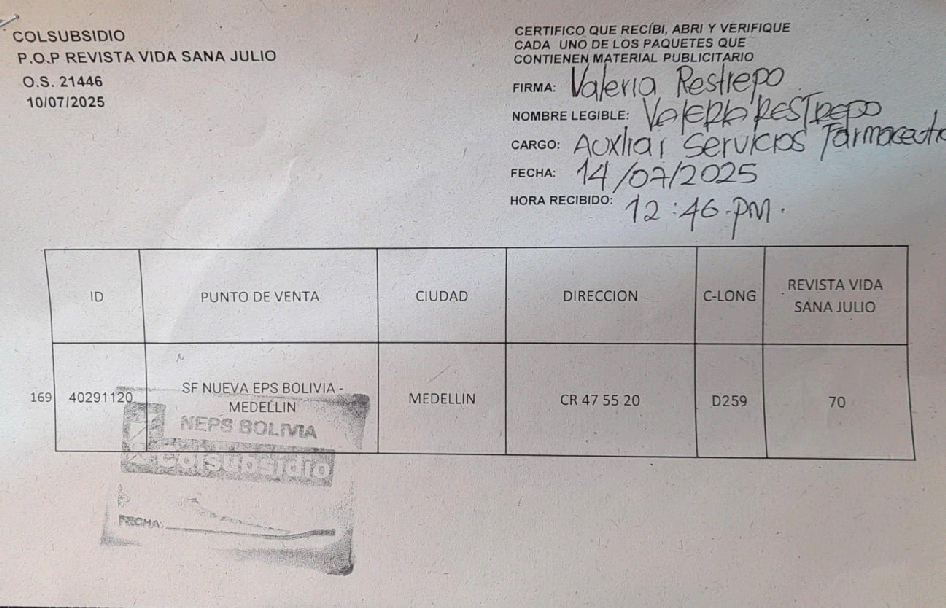 COLSUBSIDIO
P.O.P REVISTA VIDA SANA JULIO
O.S. 21446
10/07/2025
CERTIFICO QUE RECÍBI, ABRI Y VERIFIQUE
CADA UNO DE LOS PAQUETES QUE
CONTIENEN MATERIAL PUBLICITARIO
FIRMA: Valeria Restrepo
NOMBRE LEGIBLE: Valeria Restrepo
CARGO: Auxiliar Servicios Farmaceutic
FECHA: 14/07/2025
HORA RECIBIDO: 12:46 PM.
ID PUNTO DE VENTA CIUDAD DIRECCION C-LONG REVISTA VIDA
SANA JULIO
169 40291120 SF NUEVA EPS BOLIVIA - MEDELLIN CR 47 55 20 D259 70
MEDELLIN
NEPS BOLIVIA
Colsubsidio
FECHA: